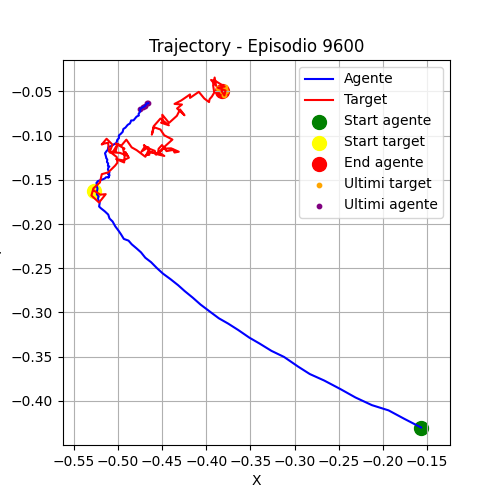 Trajectory - Episodio 9600
Agente
Target
Start agente
Start target
End agente
Ultimi target
Ultimi agente
−0.05
−0.10
−0.15
−0.20
−0.25
−0.30
−0.35
−0.40
−0.55 −0.50 −0.45 −0.40 −0.35 −0.30 −0.25 −0.20 −0.15
X